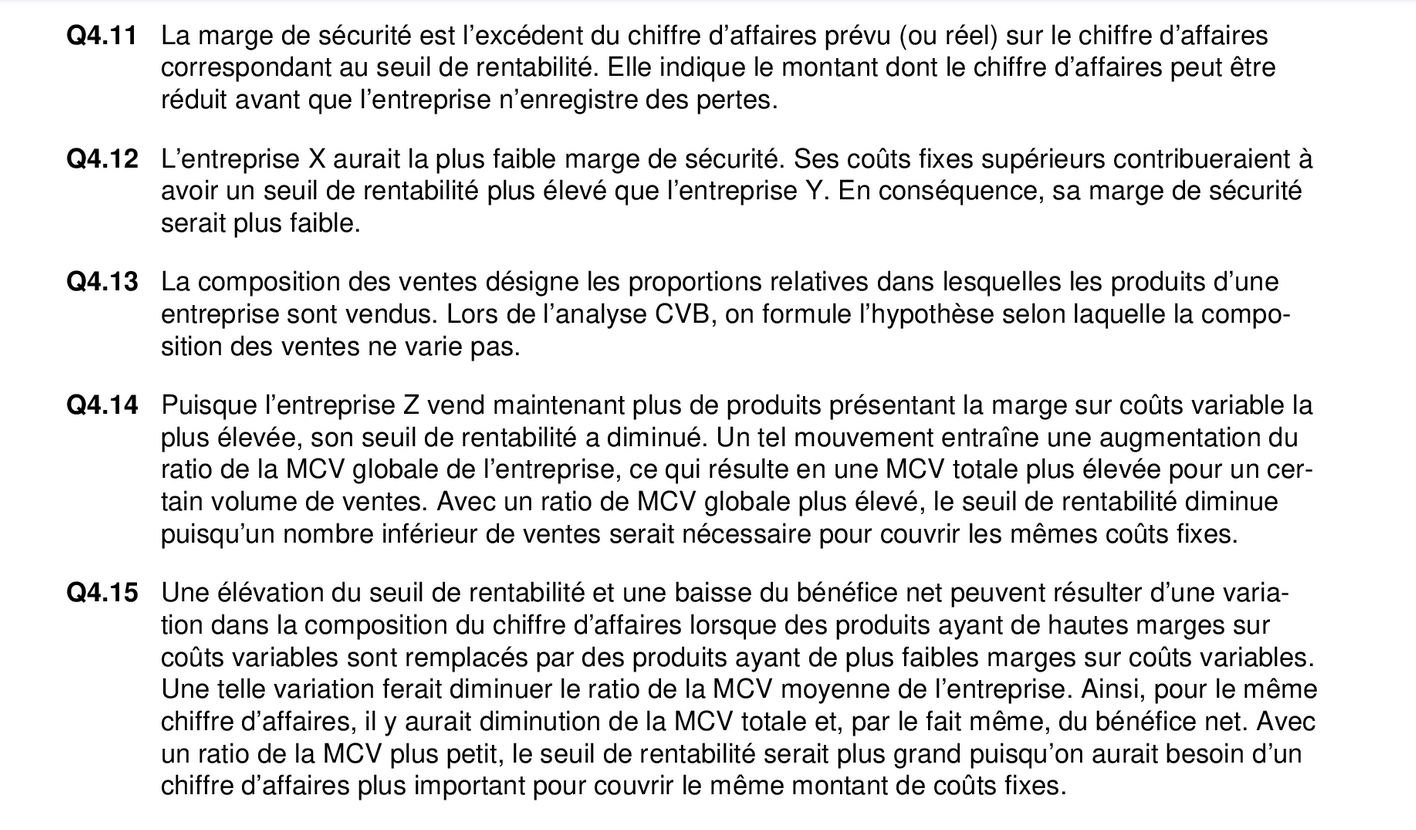 Q4.11 La marge de sécurité est l’excédent du chiffre d’affaires prévu (ou réel) sur le chiffre d’affaires
correspondant au seuil de rentabilité. Elle indique le montant dont le chiffre d’affaires peut être
réduit avant que l’entreprise n’enregistre des pertes.
Q4.12 L’entreprise X aurait la plus faible marge de sécurité. Ses coûts fixes supérieurs contribueraient à
avoir un seuil de rentabilité plus élevé que l’entreprise Y. En conséquence, sa marge de sécurité
serait plus faible.
Q4.13 La composition des ventes désigne les proportions relatives dans lesquelles les produits d’une
entreprise sont vendus. Lors de l’analyse CVB, on formule l’hypothèse selon laquelle la compo-
sition des ventes ne varie pas.
Q4.14 Puisque l’entreprise Z vend maintenant plus de produits présentant la marge sur coûts variable la
plus élevée, son seuil de rentabilité a diminué. Un tel mouvement entraîne une augmentation du
ratio de la MCV globale de l’entreprise, ce qui résulte en une MCV totale plus élevée pour un cer-
tain volume de ventes. Avec un ratio de MCV globale plus élevé, le seuil de rentabilité diminue
puisqu’un nombre inférieur de ventes serait nécessaire pour couvrir les mêmes coûts fixes.
Q4.15 Une élévation du seuil de rentabilité et une baisse du bénéfice net peuvent résulter d’une varia-
tion dans la composition du chiffre d’affaires lorsque des produits ayant de hautes marges sur
coûts variables sont remplacés par des produits ayant de plus faibles marges sur coûts variables.
Une telle variation ferait diminuer le ratio de la MCV moyenne de l’entreprise. Ainsi, pour le même
chiffre d’affaires, il y aurait diminution de la MCV totale et, par le fait même, du bénéfice net. Avec
un ratio de la MCV plus petit, le seuil de rentabilité serait plus grand puisqu’on aurait besoin d’un
chiffre d’affaires plus important pour couvrir le même montant de coûts fixes.